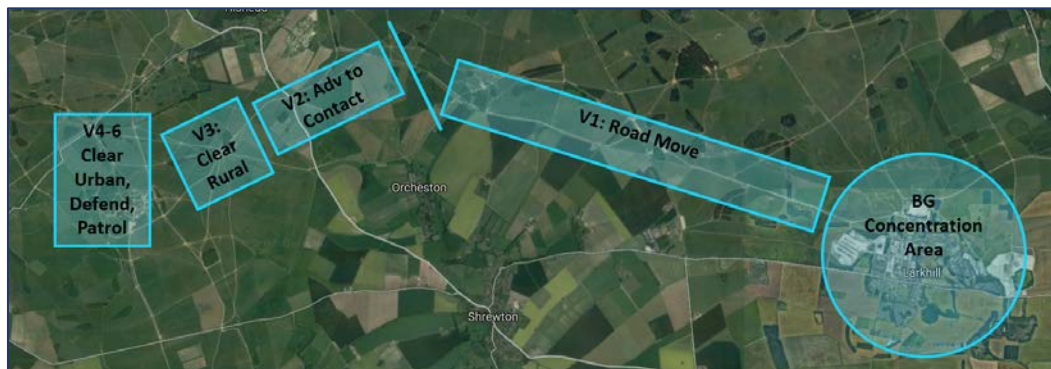 V4-6
Clear
Urban,
Defend,
Patrol
V3:
Clear
Rural
V2: Adv to
Contact
V1: Road Move
BG
Concentration
Area
Larkhill
Orcheston
Shrewton